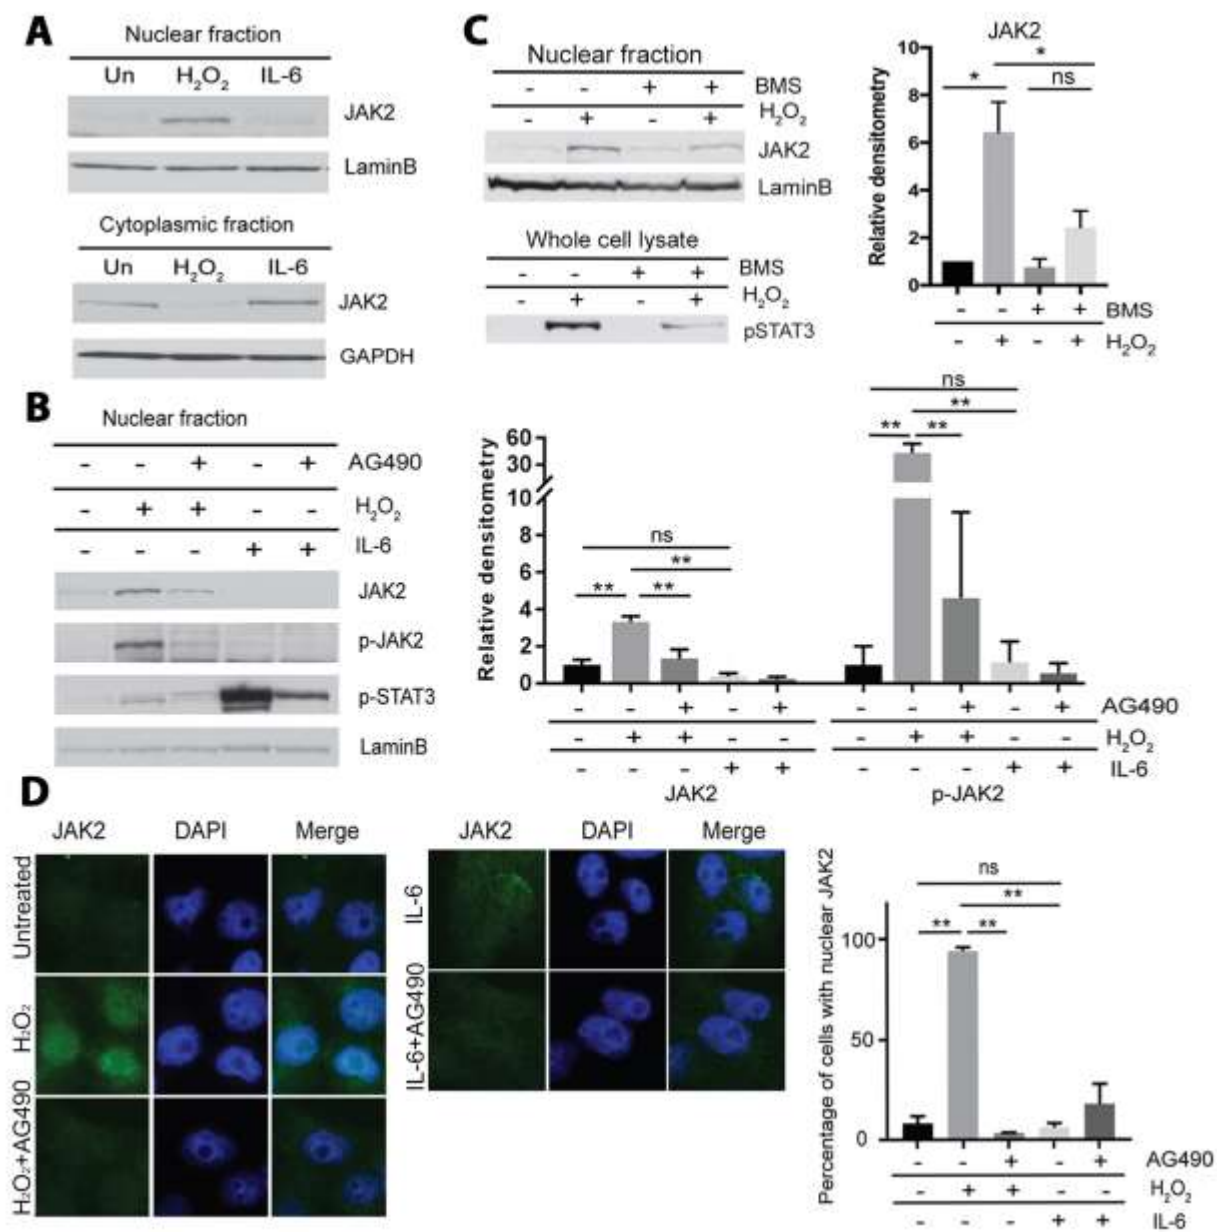 A
Nuclear fraction
Un H₂O₂ IL-6
JAK2
LaminB
Cytoplasmic fraction
Un H₂O₂ IL-6
JAK2
GAPDH
C
Nuclear fraction
- - + + BMS
- + - + H₂O₂
JAK2
LaminB
Whole cell lysate
- - + + BMS
- + - + H₂O₂
pSTAT3
JAK2
Relative densitometry
10
8
6
4
2
0
*
*
ns
- - + + BMS
- + - + H₂O₂
B
Nuclear fraction
- - + - + AG490
- + + - - H₂O₂
- - - + + IL-6
JAK2
p-JAK2
p-STAT3
LaminB
Relative densitometry
60
30
10
8
6
4
2
0
ns
**
** **
ns
**
** **
- - + - + - - + - + AG490
- + + - - - + + - - H₂O₂
- - - + + - - - + + IL-6
JAK2 p-JAK2
D
JAK2 DAPI Merge
Untreated
H₂O₂
H₂O₂+AG490
JAK2 DAPI Merge
IL-6
IL-6+AG490
Percentage of cells with nuclear JAK2
100
50
0
ns
**
** **
- - + - + AG490
- + + - - H₂O₂
- - - + + IL-6